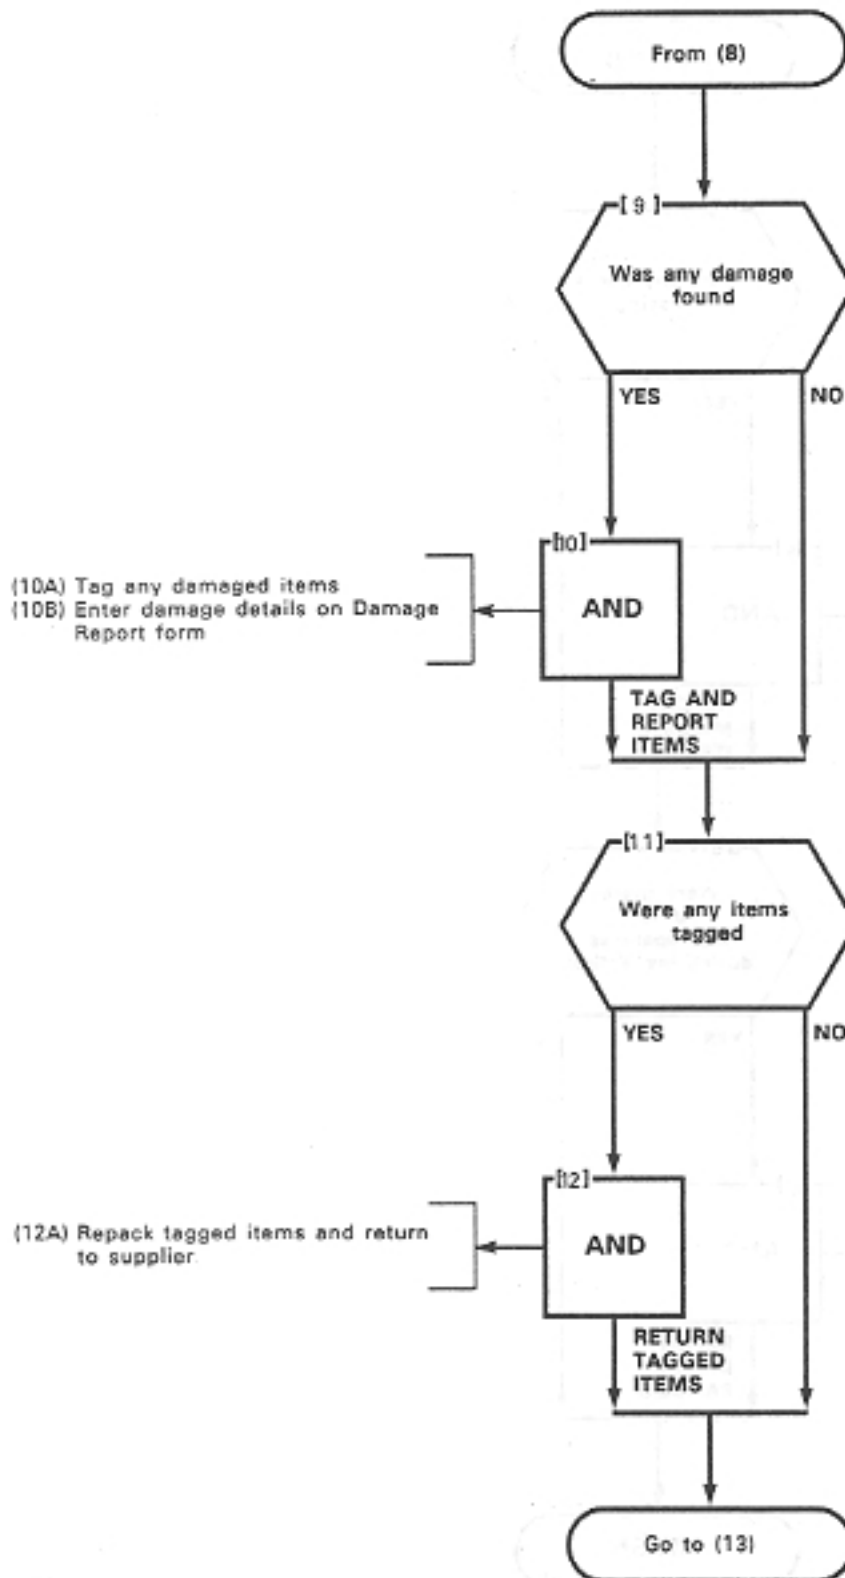 From (8)
[9]
Was any damage
found
YES
NO
[10]
AND
(10A) Tag any damaged items
(10B) Enter damage details on Damage
Report form
TAG AND
REPORT
ITEMS
[11]
Were any items
tagged
YES
NO
[12]
AND
(12A) Repack tagged items and return
to supplier
RETURN
TAGGED
ITEMS
Go to (13)